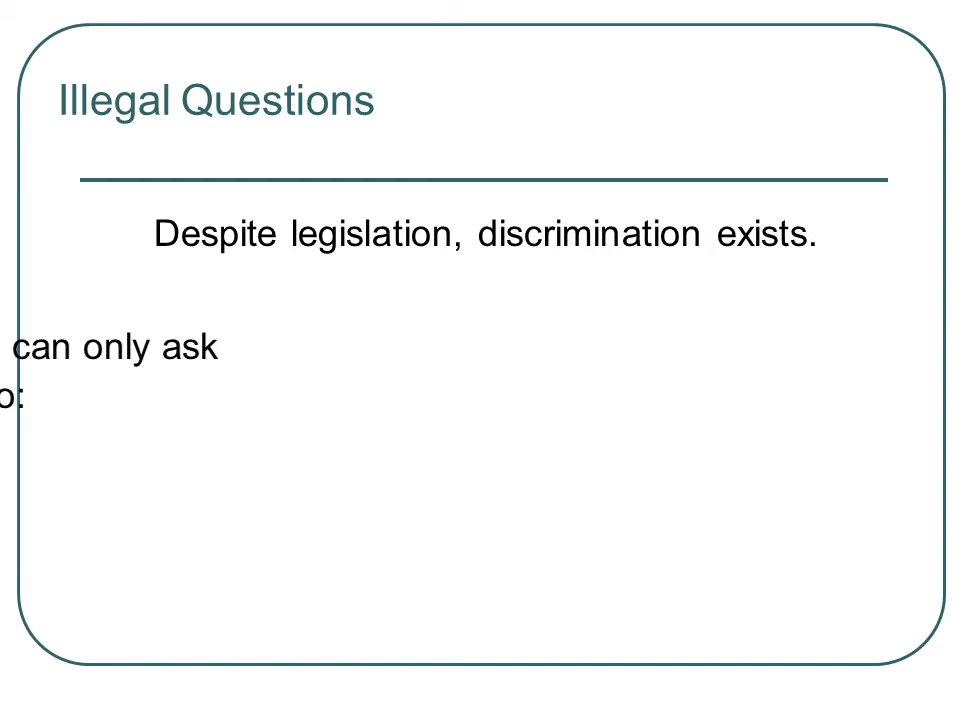 Illegal Questions
Despite legislation, discrimination exists.
can only ask
o: